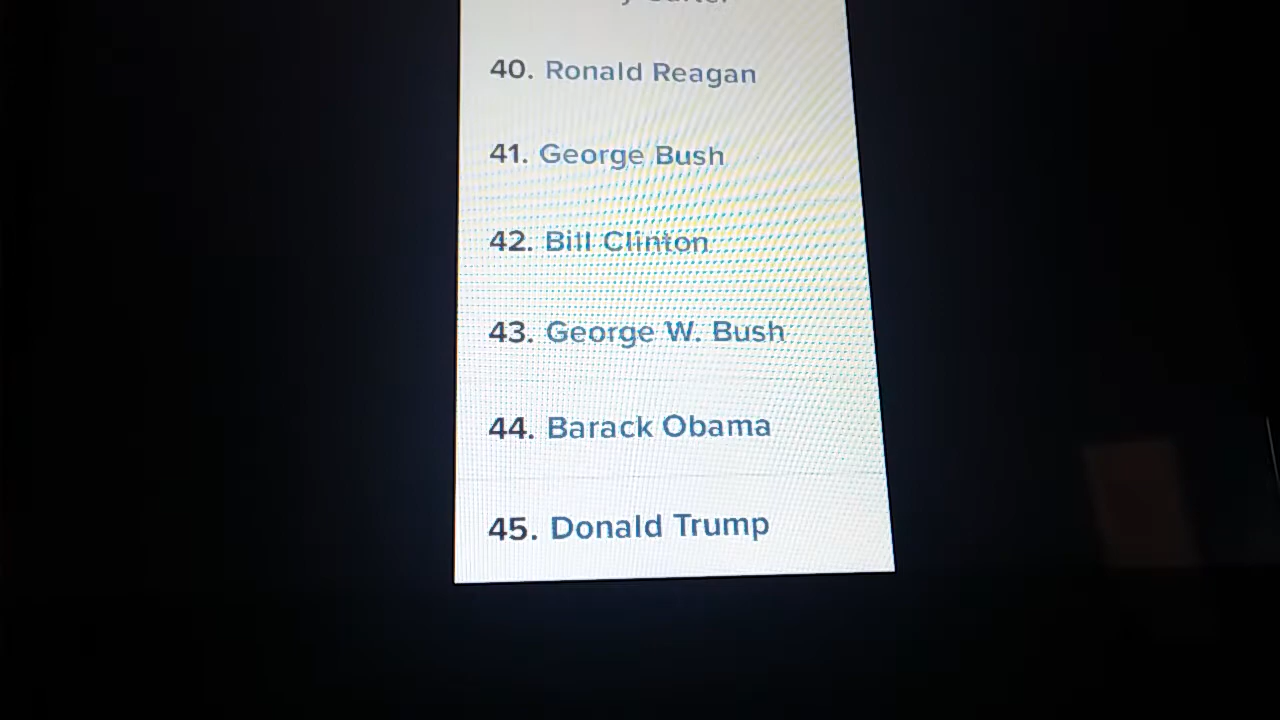 40. Ronald Reagan
41. George Bush
42. Bill Clinton
43. George W. Bush
44. Barack Obama
45. Donald Trump